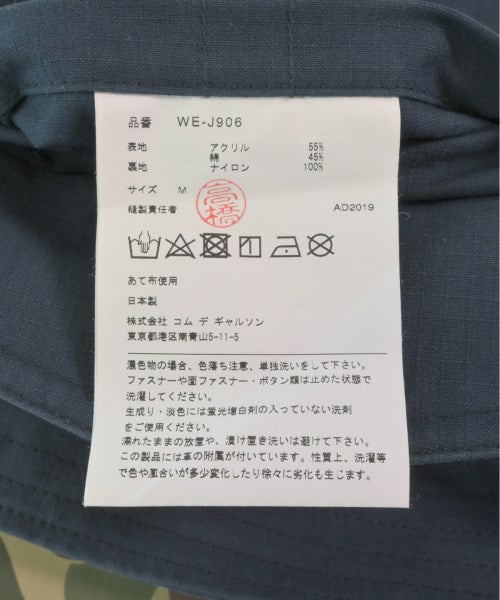 品番 WE-J906
表地 アクリル 55%
綿 45%
裏地 ナイロン 100%
サイズ M
高橋
縫製責任者 AD2019
あて布使用
日本製
株式会社 コム デ ギャルソン
東京都港区南青山5-11-5
濃色物の場合、色落ち注意、単独洗いをして下さい。
ファスナーや面ファスナー・ボタン類は止めた状態で
洗濯してください。
生成り・淡色には蛍光増白剤の入っていない洗剤
をご使用ください。
濡れたままの放置や、漬け置き洗いは避けて下さい。
この製品には革の附属が付いています。性質上、洗濯等
で色や風合いが多少変化したり徐々に劣化も生じます。